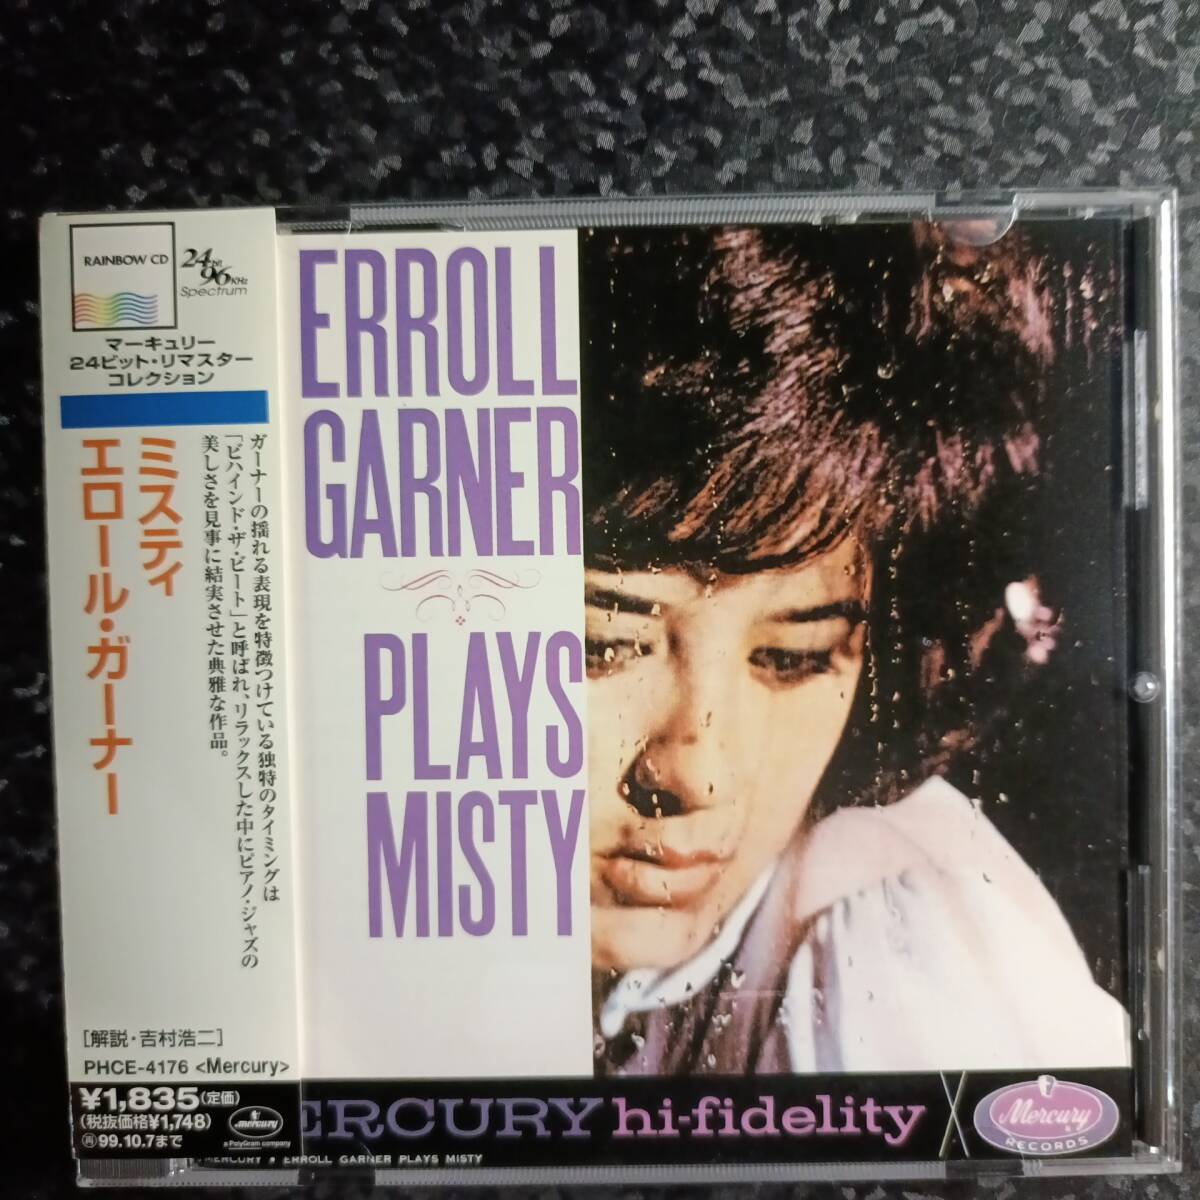 RAINBOW CD
24bit
96KHz
Spectrum
マーキュリー
24ビット・リマスター
コレクション
ミスティ
エロール・ガーナー
ガーナーの揺れる表現を特徴つけている独特のタイミングは
「ビハインド・ザ・ビート」と呼ばれ、リラックスした中にピアノ・ジャズの
美しさを見事に結実させた典雅な作品。
[解説・吉村浩二]
PHCE-4176 <Mercury>
¥1,835(定価)
(税抜価格¥1,748)
再99.10.7まで
mercury
a PolyGram company
ERROLL
GARNER
PLAYS
MISTY
ERCURY hi-fidelity
Mercury
RECORDS
MERCURY • ERROLL GARNER PLAYS MISTY